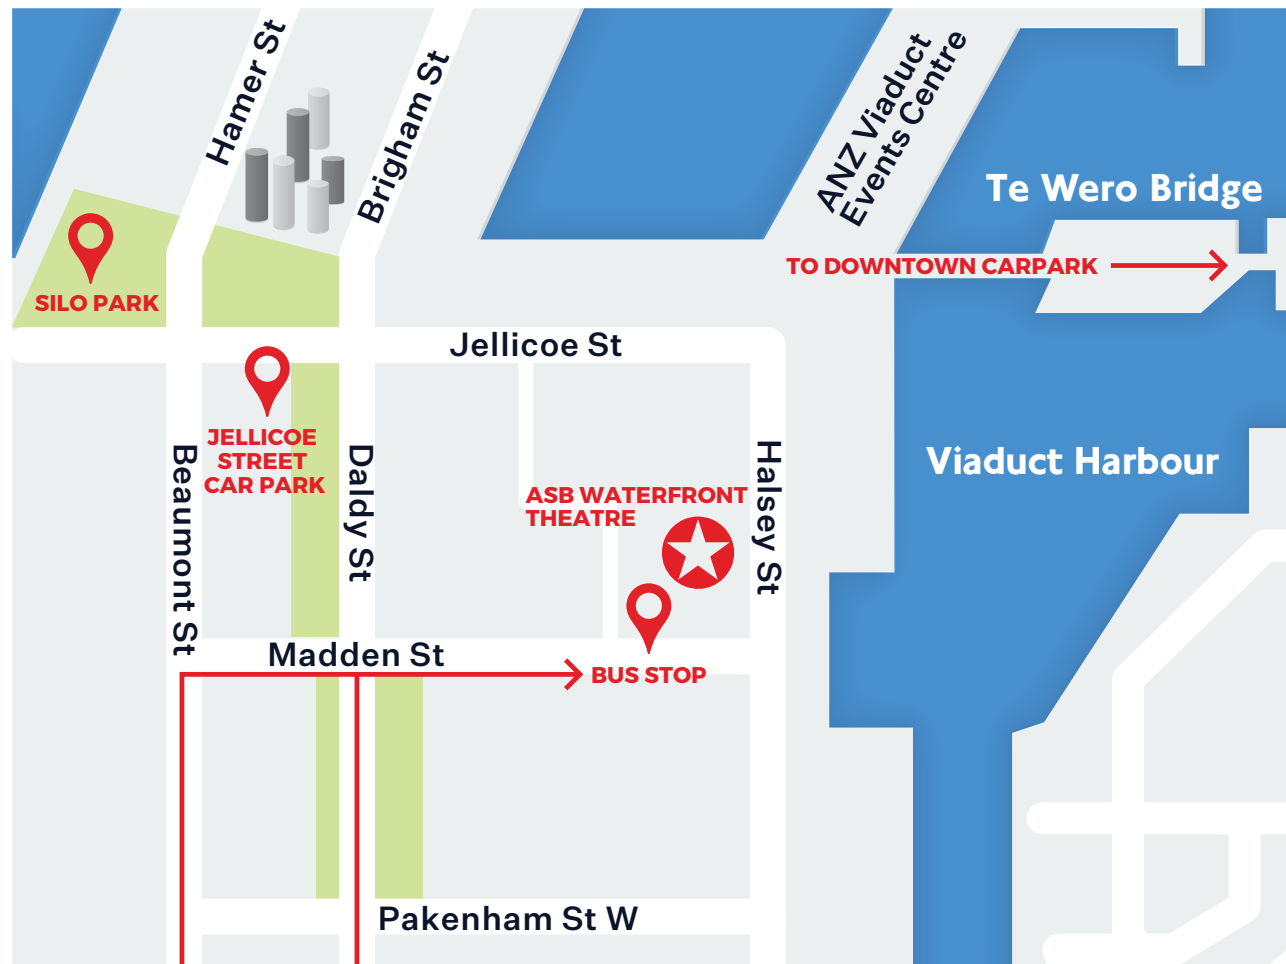 Hamer St
Brigham St
ANZ Viaduct
Events Centre
Te Wero Bridge
TO DOWNTOWN CARPARK
SILO PARK
Jellicoe St
JELLICOE
STREET
CAR PARK
Beaumont St
Daldy St
Halsey St
Viaduct Harbour
ASB WATERFRONT
THEATRE
Madden St
BUS STOP
Pakenham St W